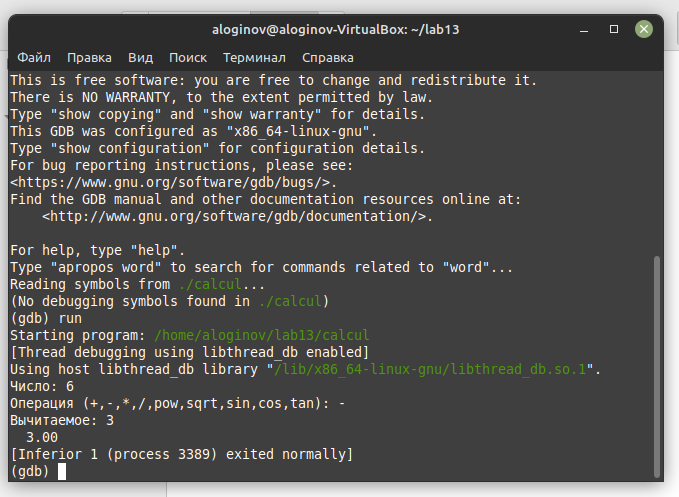 aloginov@aloginov-VirtualBox: ~/lab13
Файл Правка Вид Поиск Терминал Справка
This is free software: you are free to change and redistribute it.
There is NO WARRANTY, to the extent permitted by law.
Type "show copying" and "show warranty" for details.
This GDB was configured as "x86_64-linux-gnu".
Type "show configuration" for configuration details.
For bug reporting instructions, please see:
<https://www.gnu.org/software/gdb/bugs/>.
Find the GDB manual and other documentation resources online at:
    <http://www.gnu.org/software/gdb/documentation/>.

For help, type "help".
Type "apropos word" to search for commands related to "word"...
Reading symbols from ./calcul...
(No debugging symbols found in ./calcul)
(gdb) run
Starting program: /home/aloginov/lab13/calcul
[Thread debugging using libthread_db enabled]
Using host libthread_db library "/lib/x86_64-linux-gnu/libthread_db.so.1".
Число: 6
Операция (+,-,*,/,pow,sqrt,sin,cos,tan): -
Вычитаемое: 3
  3.00
[Inferior 1 (process 3389) exited normally]
(gdb)